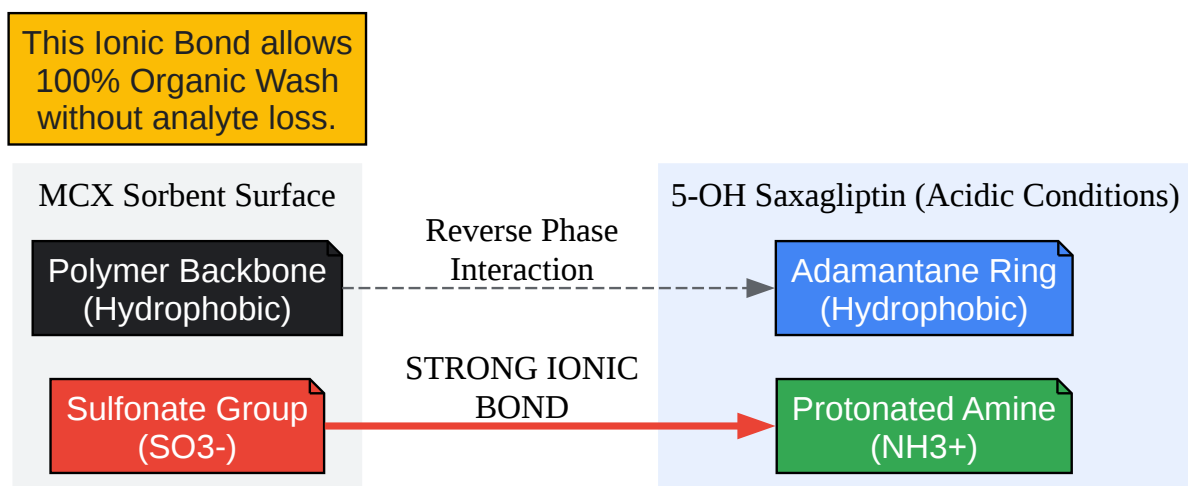 This Ionic Bond allows
100% Organic Wash
without analyte loss.
MCX Sorbent Surface
5-OH Saxagliptin (Acidic Conditions)
Polymer Backbone
(Hydrophobic)
Reverse Phase
Interaction
Adamantane Ring
(Hydrophobic)
Sulfonate Group
(SO3-)
STRONG IONIC
BOND
Protonated Amine
(NH3+)